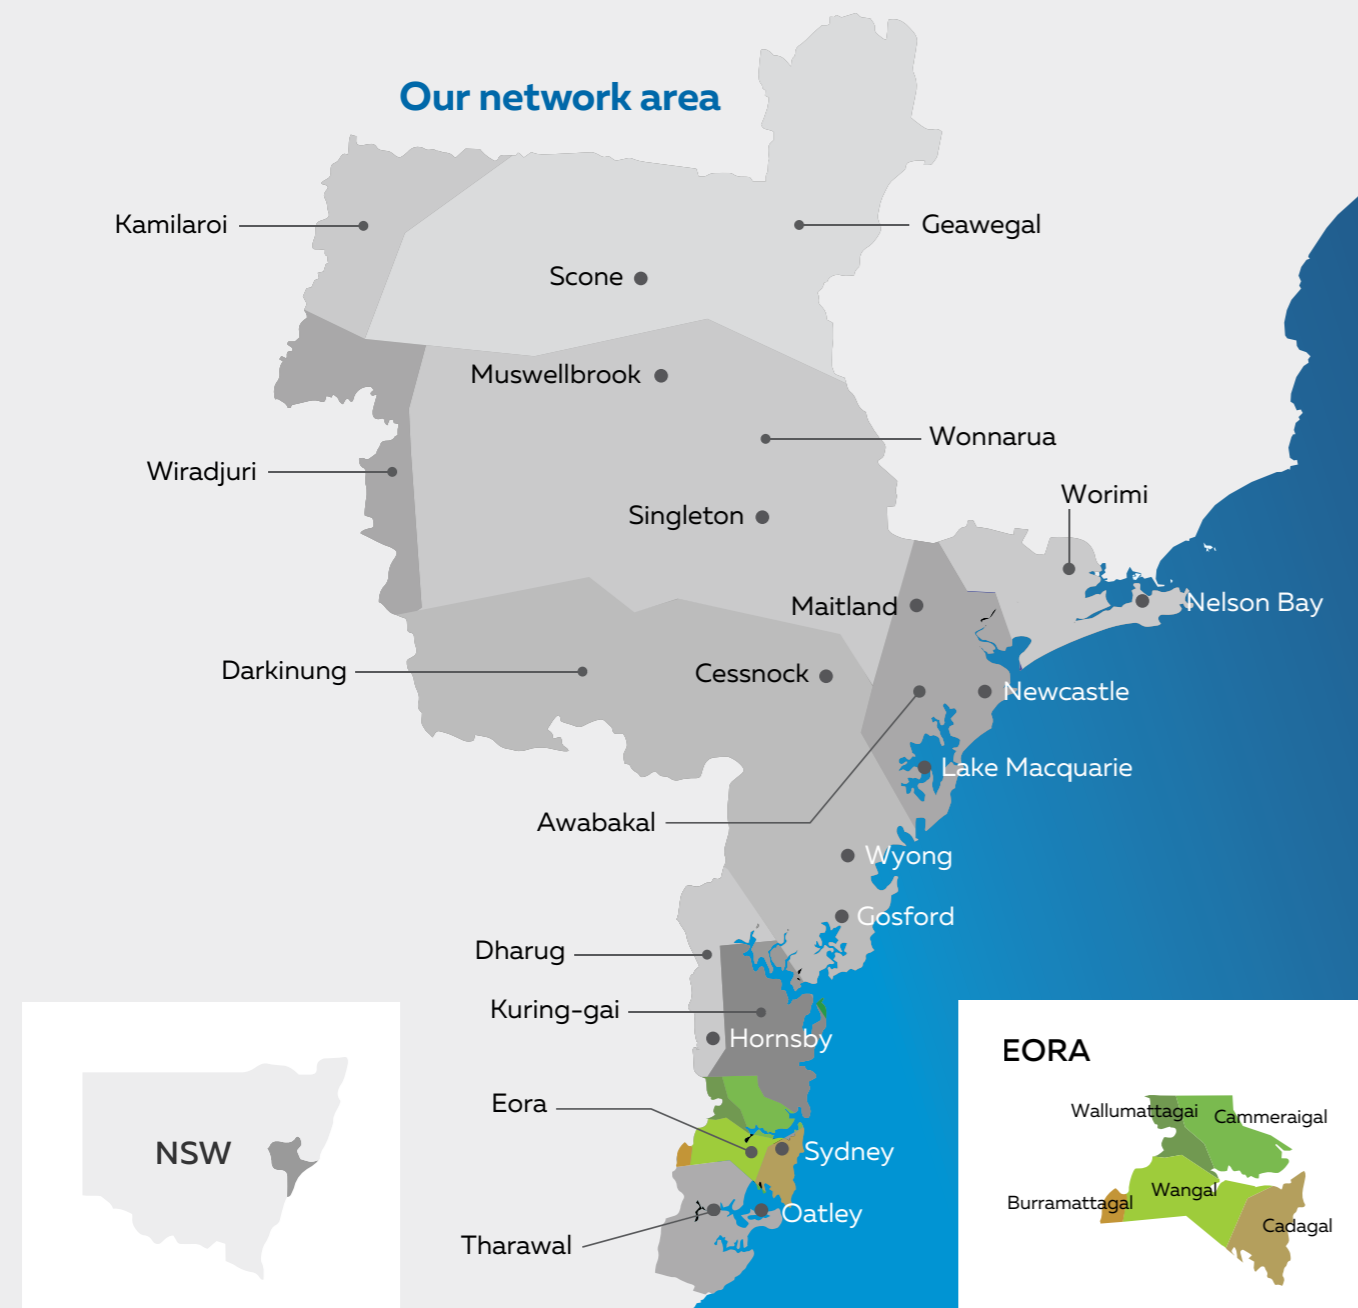 Our network area
Kamilaroi
Geawegal
Scone
Muswellbrook
Wonnarua
Wiradjuri
Worimi
Singleton
Maitland
Nelson Bay
Darkinung
Cessnock
Newcastle
Lake Macquarie
Awabakal
Wyong
Gosford
Dharug
Kuring-gai
Hornsby
Eora
Sydney
Oatley
Tharawal
NSW
EORA
Wallumattagai
Cammeraigal
Wangal
Burramattagal
Cadagal